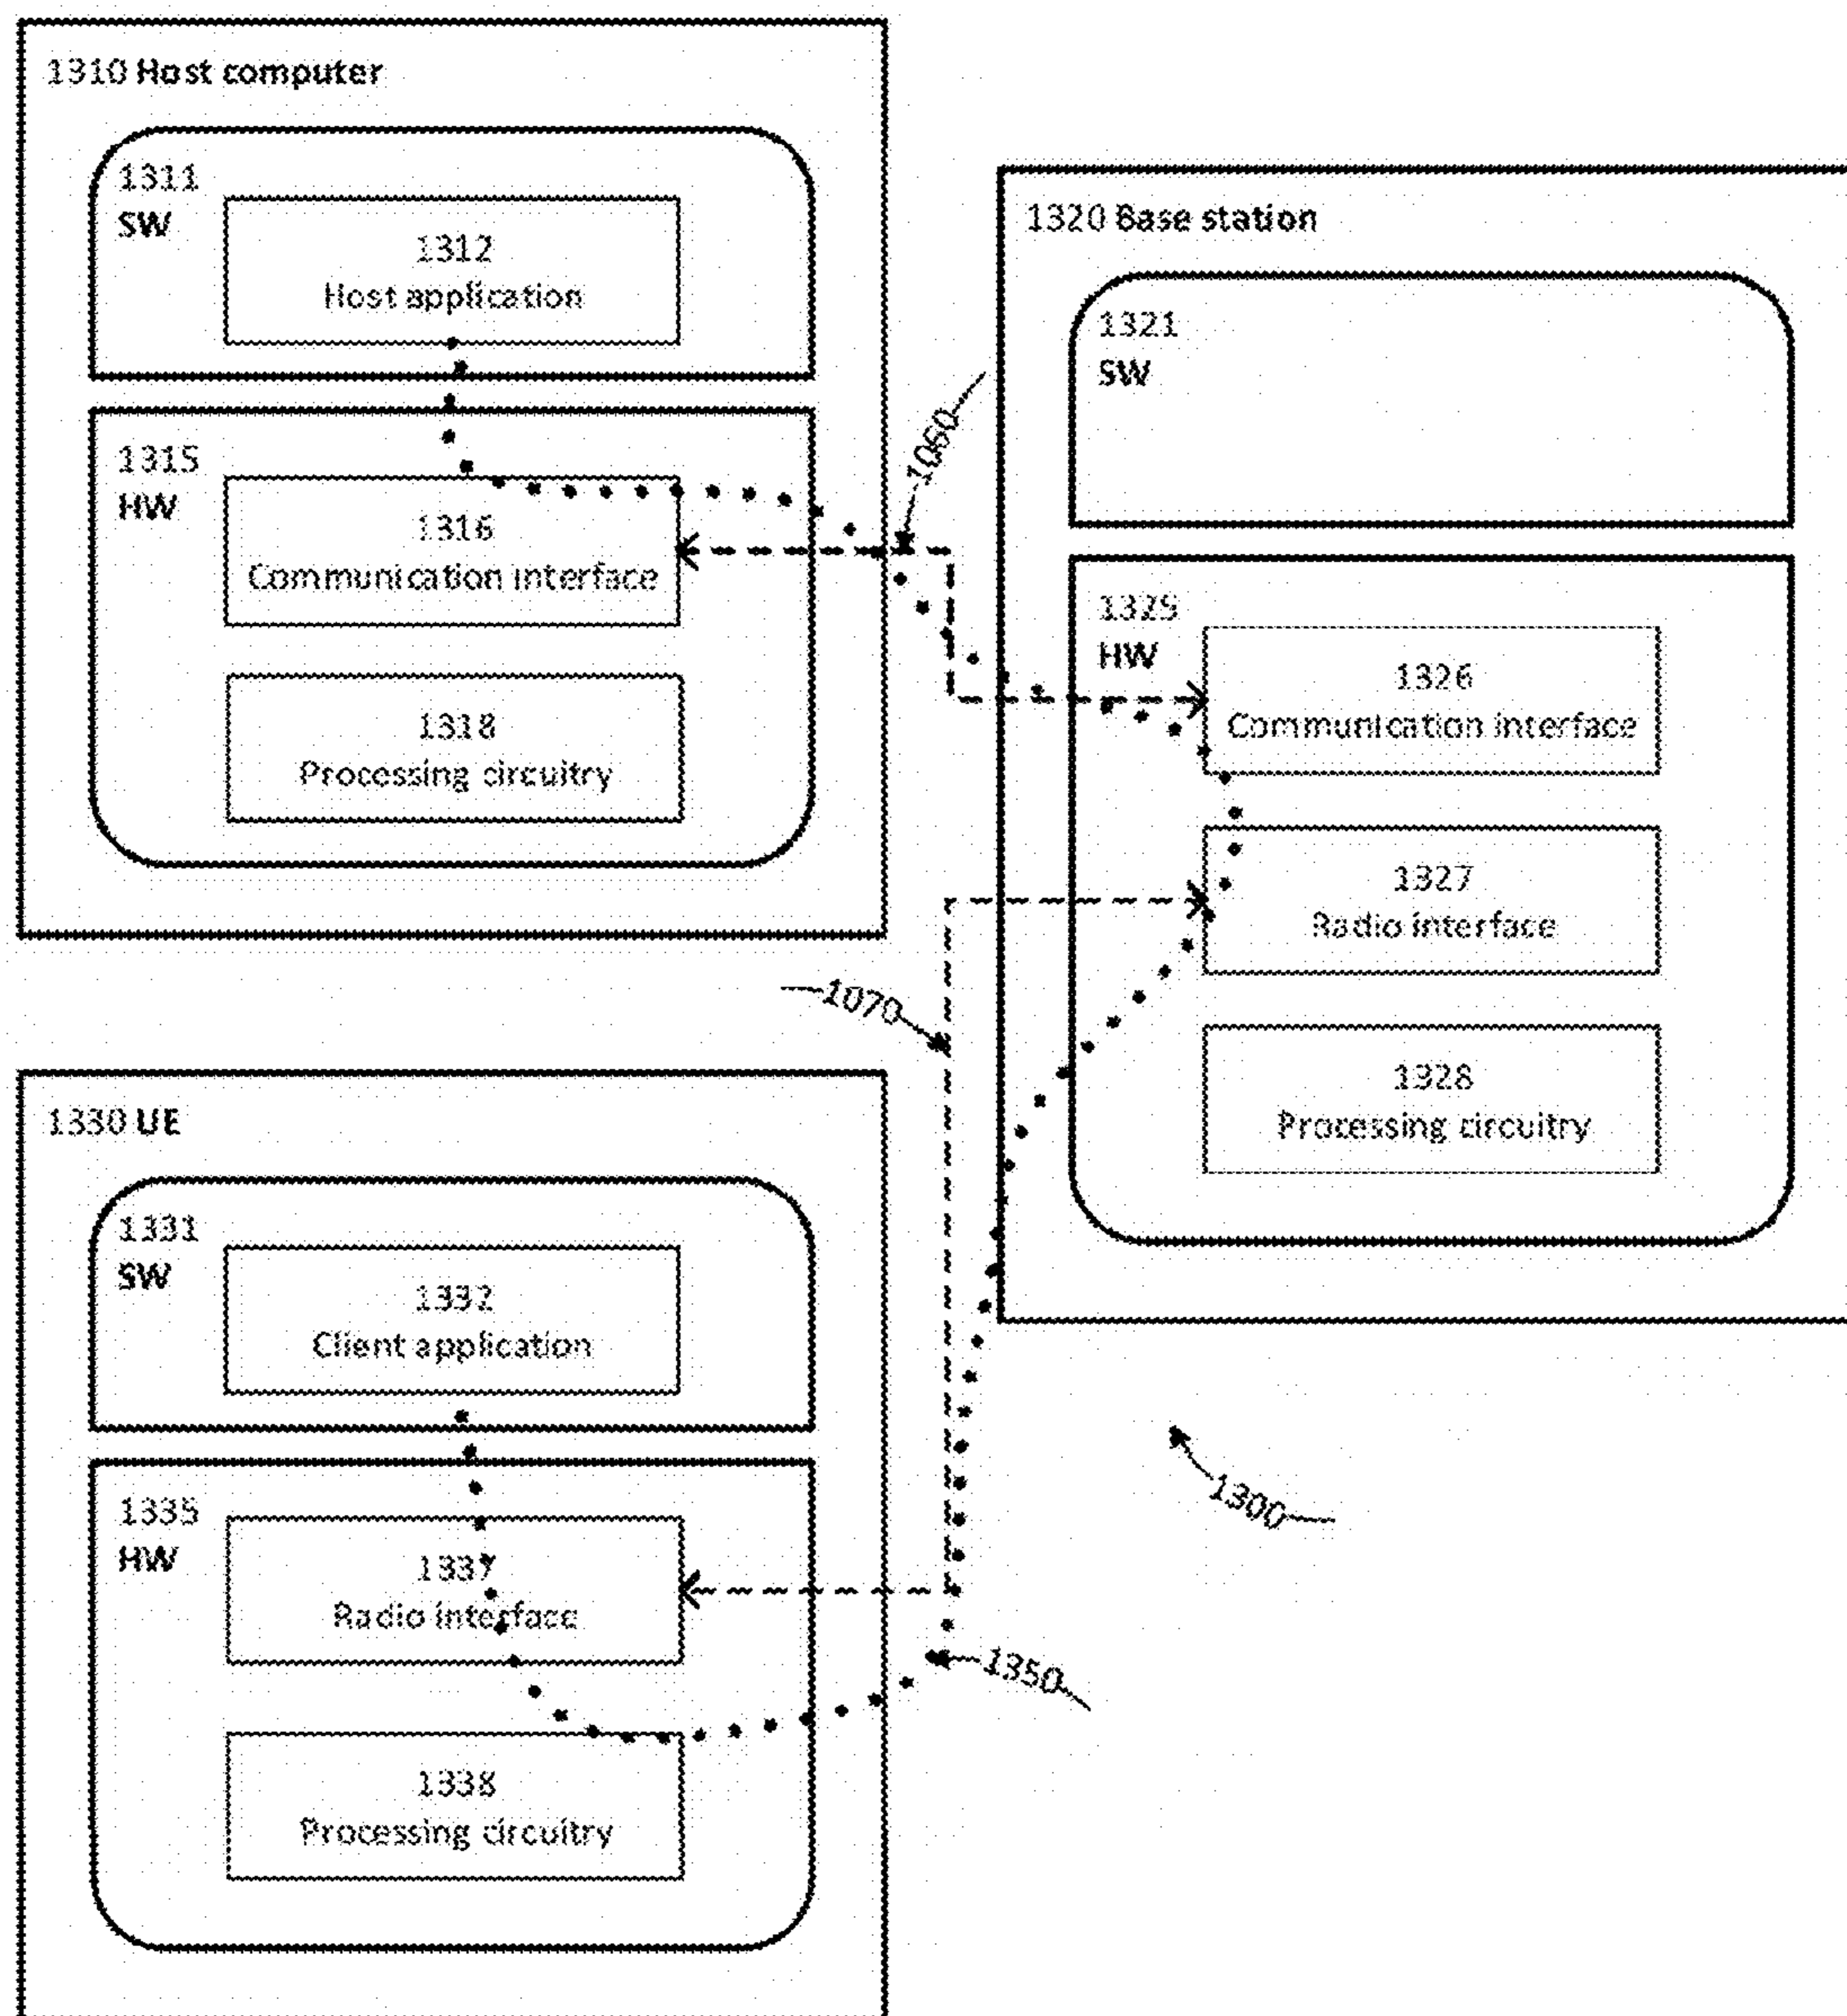 1310 Host computer
1311
SW
1312
Host application
1315
HW
1316
Communication interface
1318
Processing circuitry
1060
1320 Base station
1321
SW
1325
HW
1326
Communication interface
1327
Radio interface
1328
Processing circuitry
1070
1330 UE
1331
SW
1332
Client application
1335
HW
1337
Radio interface
1338
Processing circuitry
1300
1350